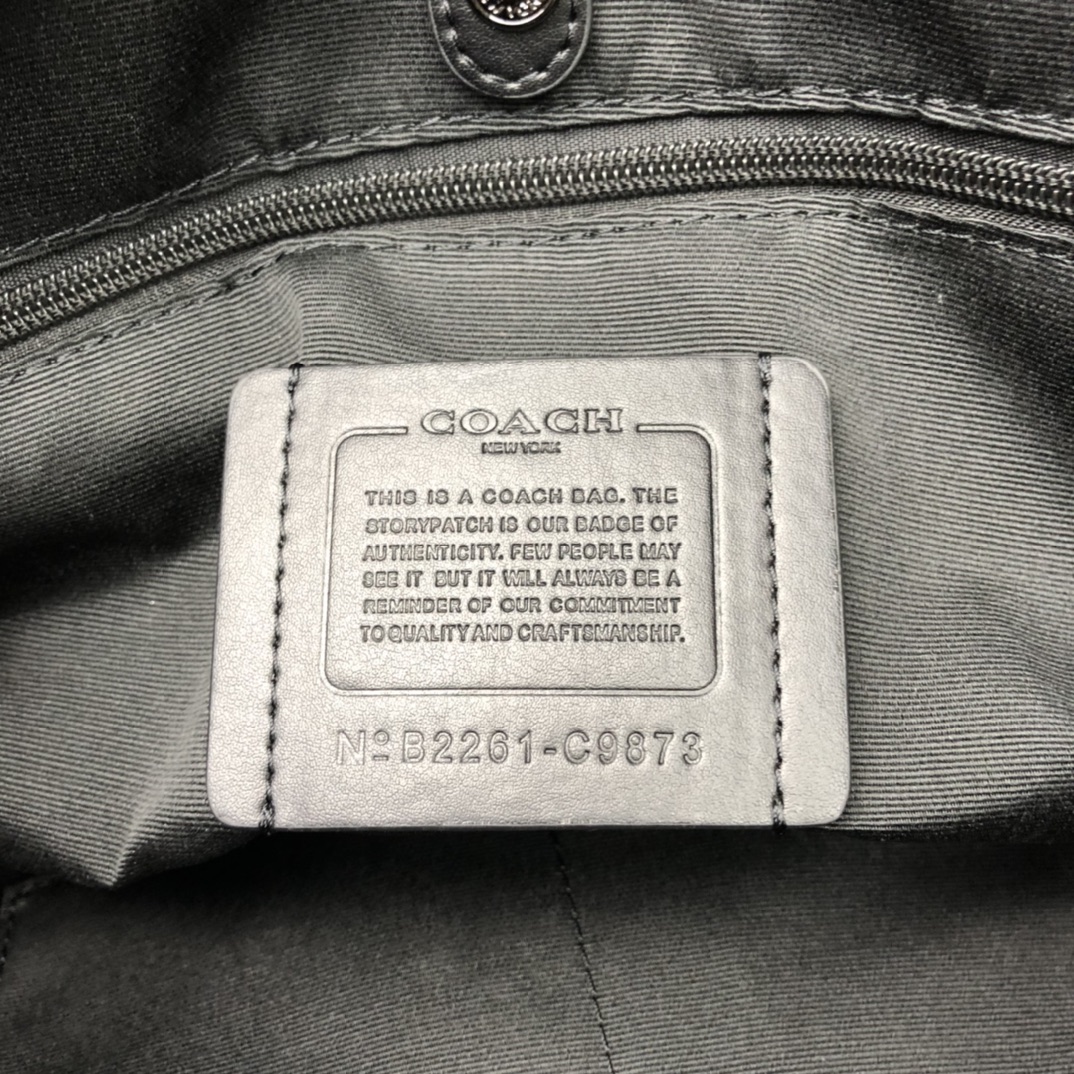 COACH
NEW YORK
THIS IS A COACH BAG. THE
STORYPATCH IS OUR BADGE OF
AUTHENTICITY. FEW PEOPLE MAY
SEE IT BUT IT WILL ALWAYS BE A
REMINDER OF OUR COMMITMENT
TO QUALITY AND CRAFTSMANSHIP.
Nº B2261-C9873